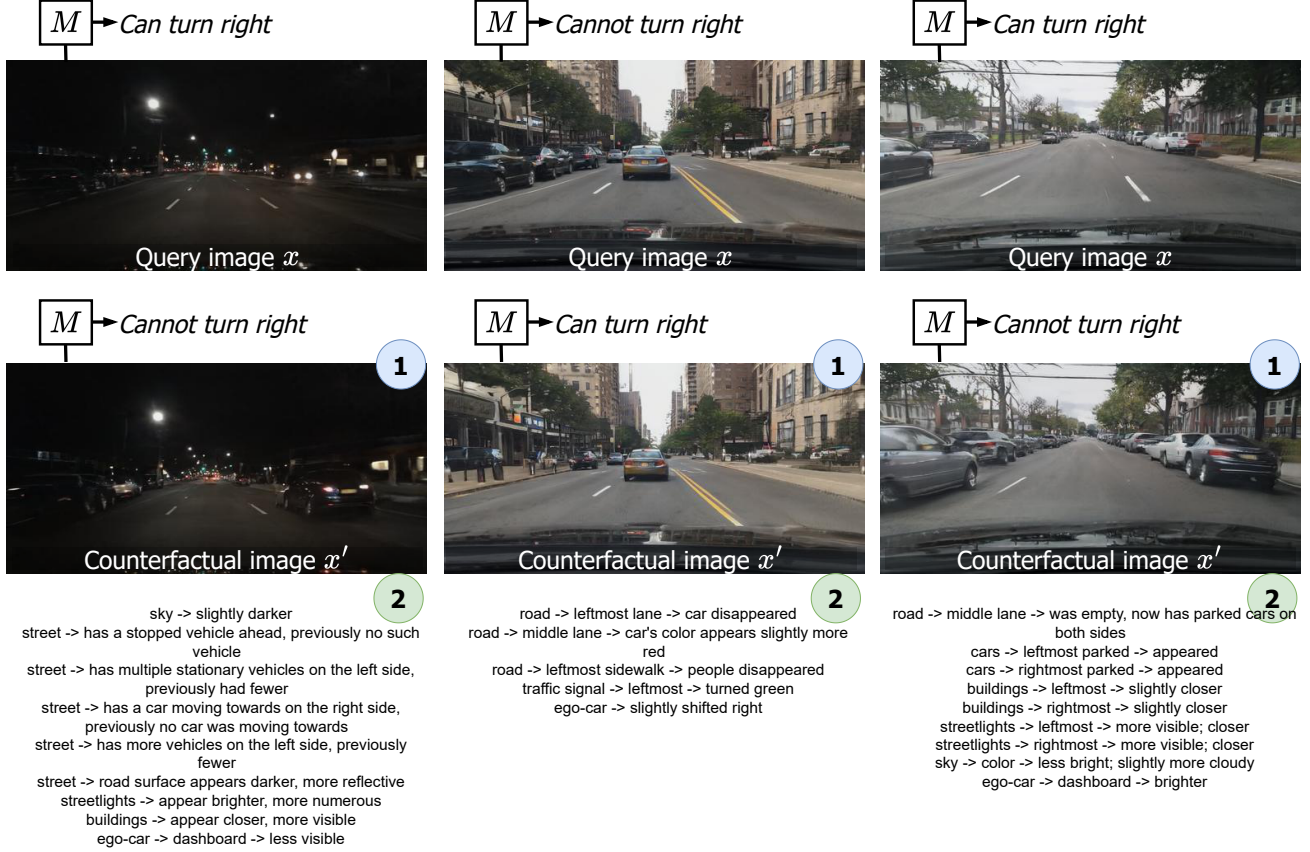 M Can turn right
M Cannot turn right
M Can turn right
Query image x
Query image x
Query image x
M Cannot turn right
M Can turn right
M Cannot turn right
1
1
1
Counterfactual image x′
Counterfactual image x′
Counterfactual image x′
2
sky -> slightly darker
street -> has a stopped vehicle ahead, previously no such
vehicle
street -> has multiple stationary vehicles on the left side,
previously had fewer
street -> has a car moving towards on the right side,
previously no car was moving towards
street -> has more vehicles on the left side, previously
fewer
street -> road surface appears darker, more reflective
streetlights -> appear brighter, more numerous
buildings -> appear closer, more visible
ego-car -> dashboard -> less visible
2
road -> leftmost lane -> car disappeared
road -> middle lane -> car's color appears slightly more
red
road -> leftmost sidewalk -> people disappeared
traffic signal -> leftmost -> turned green
ego-car -> slightly shifted right
2
road -> middle lane -> was empty, now has parked cars on
both sides
cars -> leftmost parked -> appeared
cars -> rightmost parked -> appeared
buildings -> leftmost -> slightly closer
buildings -> rightmost -> slightly closer
streetlights -> leftmost -> more visible; closer
streetlights -> rightmost -> more visible; closer
sky -> color -> less bright; slightly more cloudy
ego-car -> dashboard -> brighter